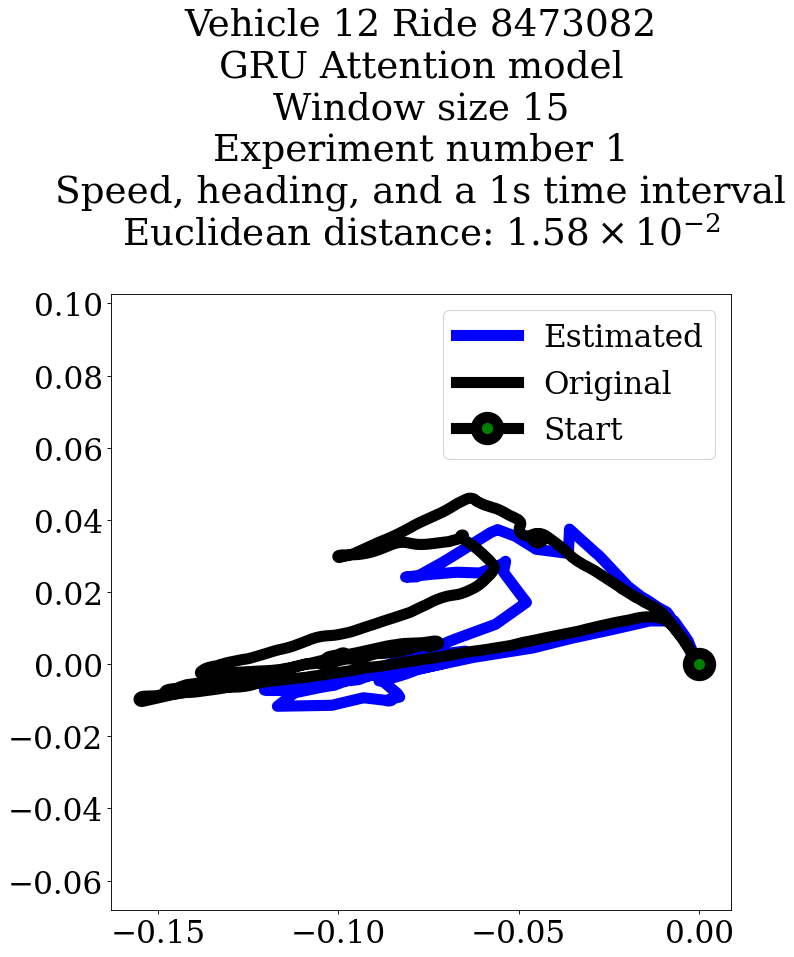 Vehicle 12 Ride 8473082
GRU Attention model
Window size 15
Experiment number 1
Speed, heading, and a 1s time interval
Euclidean distance: 1.58 × 10⁻²
Estimated
Original
Start
0.10
0.08
0.06
0.04
0.02
0.00
−0.02
−0.04
−0.06
−0.15 −0.10 −0.05 0.00